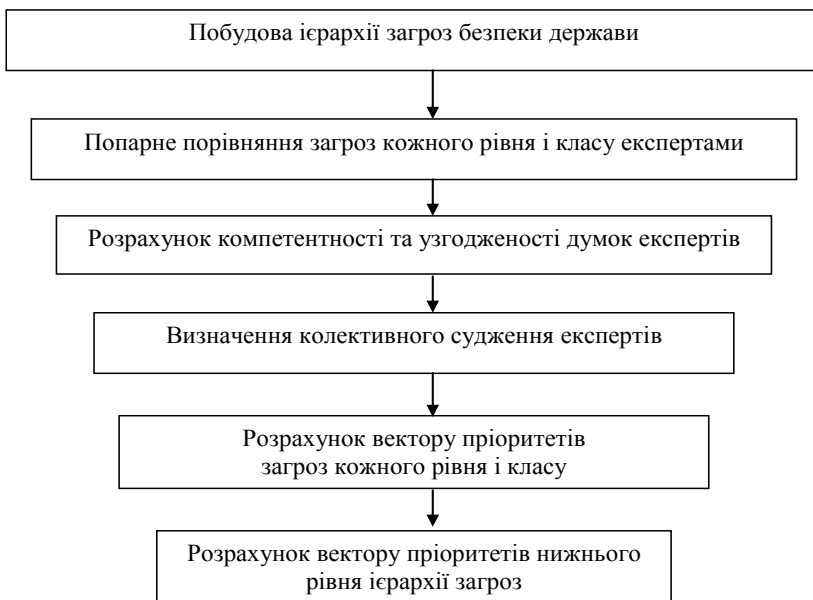 Побудова ієрархії загроз безпеки держави
Попарне порівняння загроз кожного рівня і класу експертами
Розрахунок компетентності та узгодженості думок експертів
Визначення колективного судження експертів
Розрахунок вектору пріоритетів
загроз кожного рівня і класу
Розрахунок вектору пріоритетів нижнього
рівня ієрархії загроз